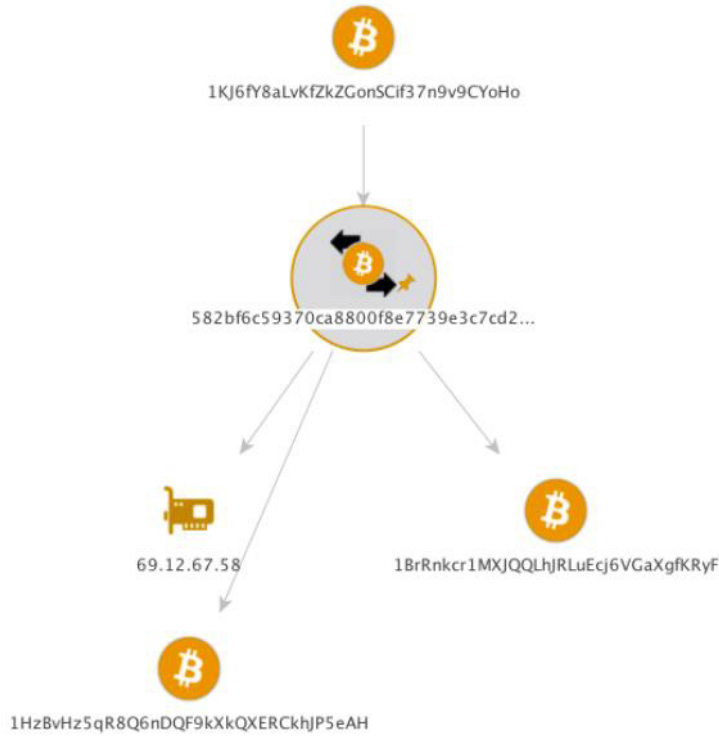 1KJ6fY8aLvKfZkZGonSCif37n9v9CYoHo
582bf6c59370ca8800f8e7739e3c7cd2...
69.12.67.58
1BrRnkcr1MXJQQLhJRLuEcj6VGaXgfKRyF
1HzBvHz5qR8Q6nDQF9kXkQXERCkhJP5eAH